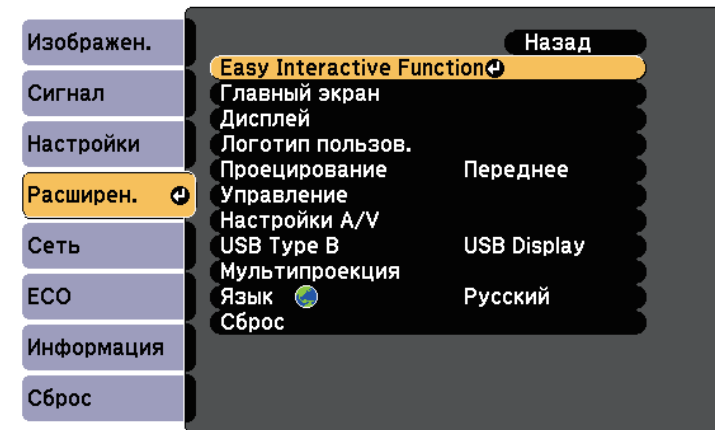 Изображен.
Сигнал
Настройки
Расширен.
Сеть
ECO
Информация
Сброс
Назад
Easy Interactive Function
Главный экран
Дисплей
Логотип пользов.
Проецирование Переднее
Управление
Настройки A/V
USB Type B USB Display
Мультипроекция
Язык Русский
Сброс